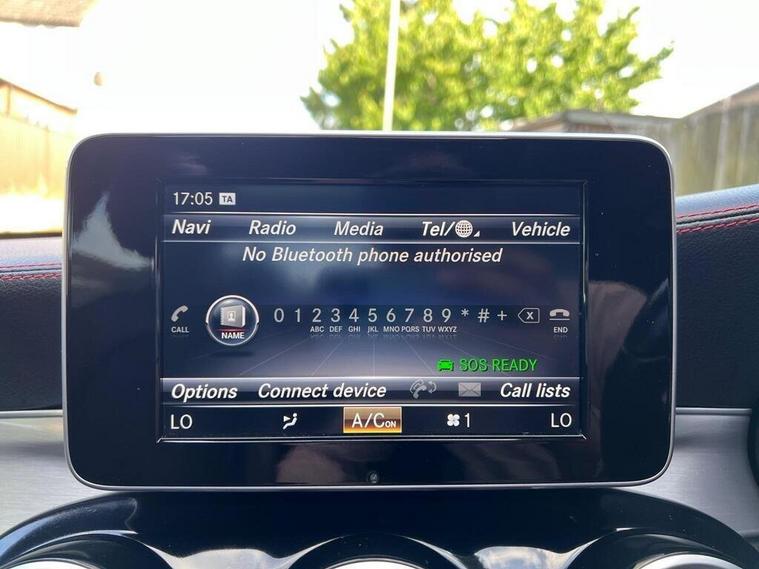 17:05 TA
Navi Radio Media Tel/ Vehicle
No Bluetooth phone authorised
CALL NAME 0 1 2 3 4 5 6 7 8 9 * # + X END
ABC DEF GHI JKL MNO PQRS TUV WXYZ
SOS READY
Options Connect device Call lists
LO A/C ON 1 LO